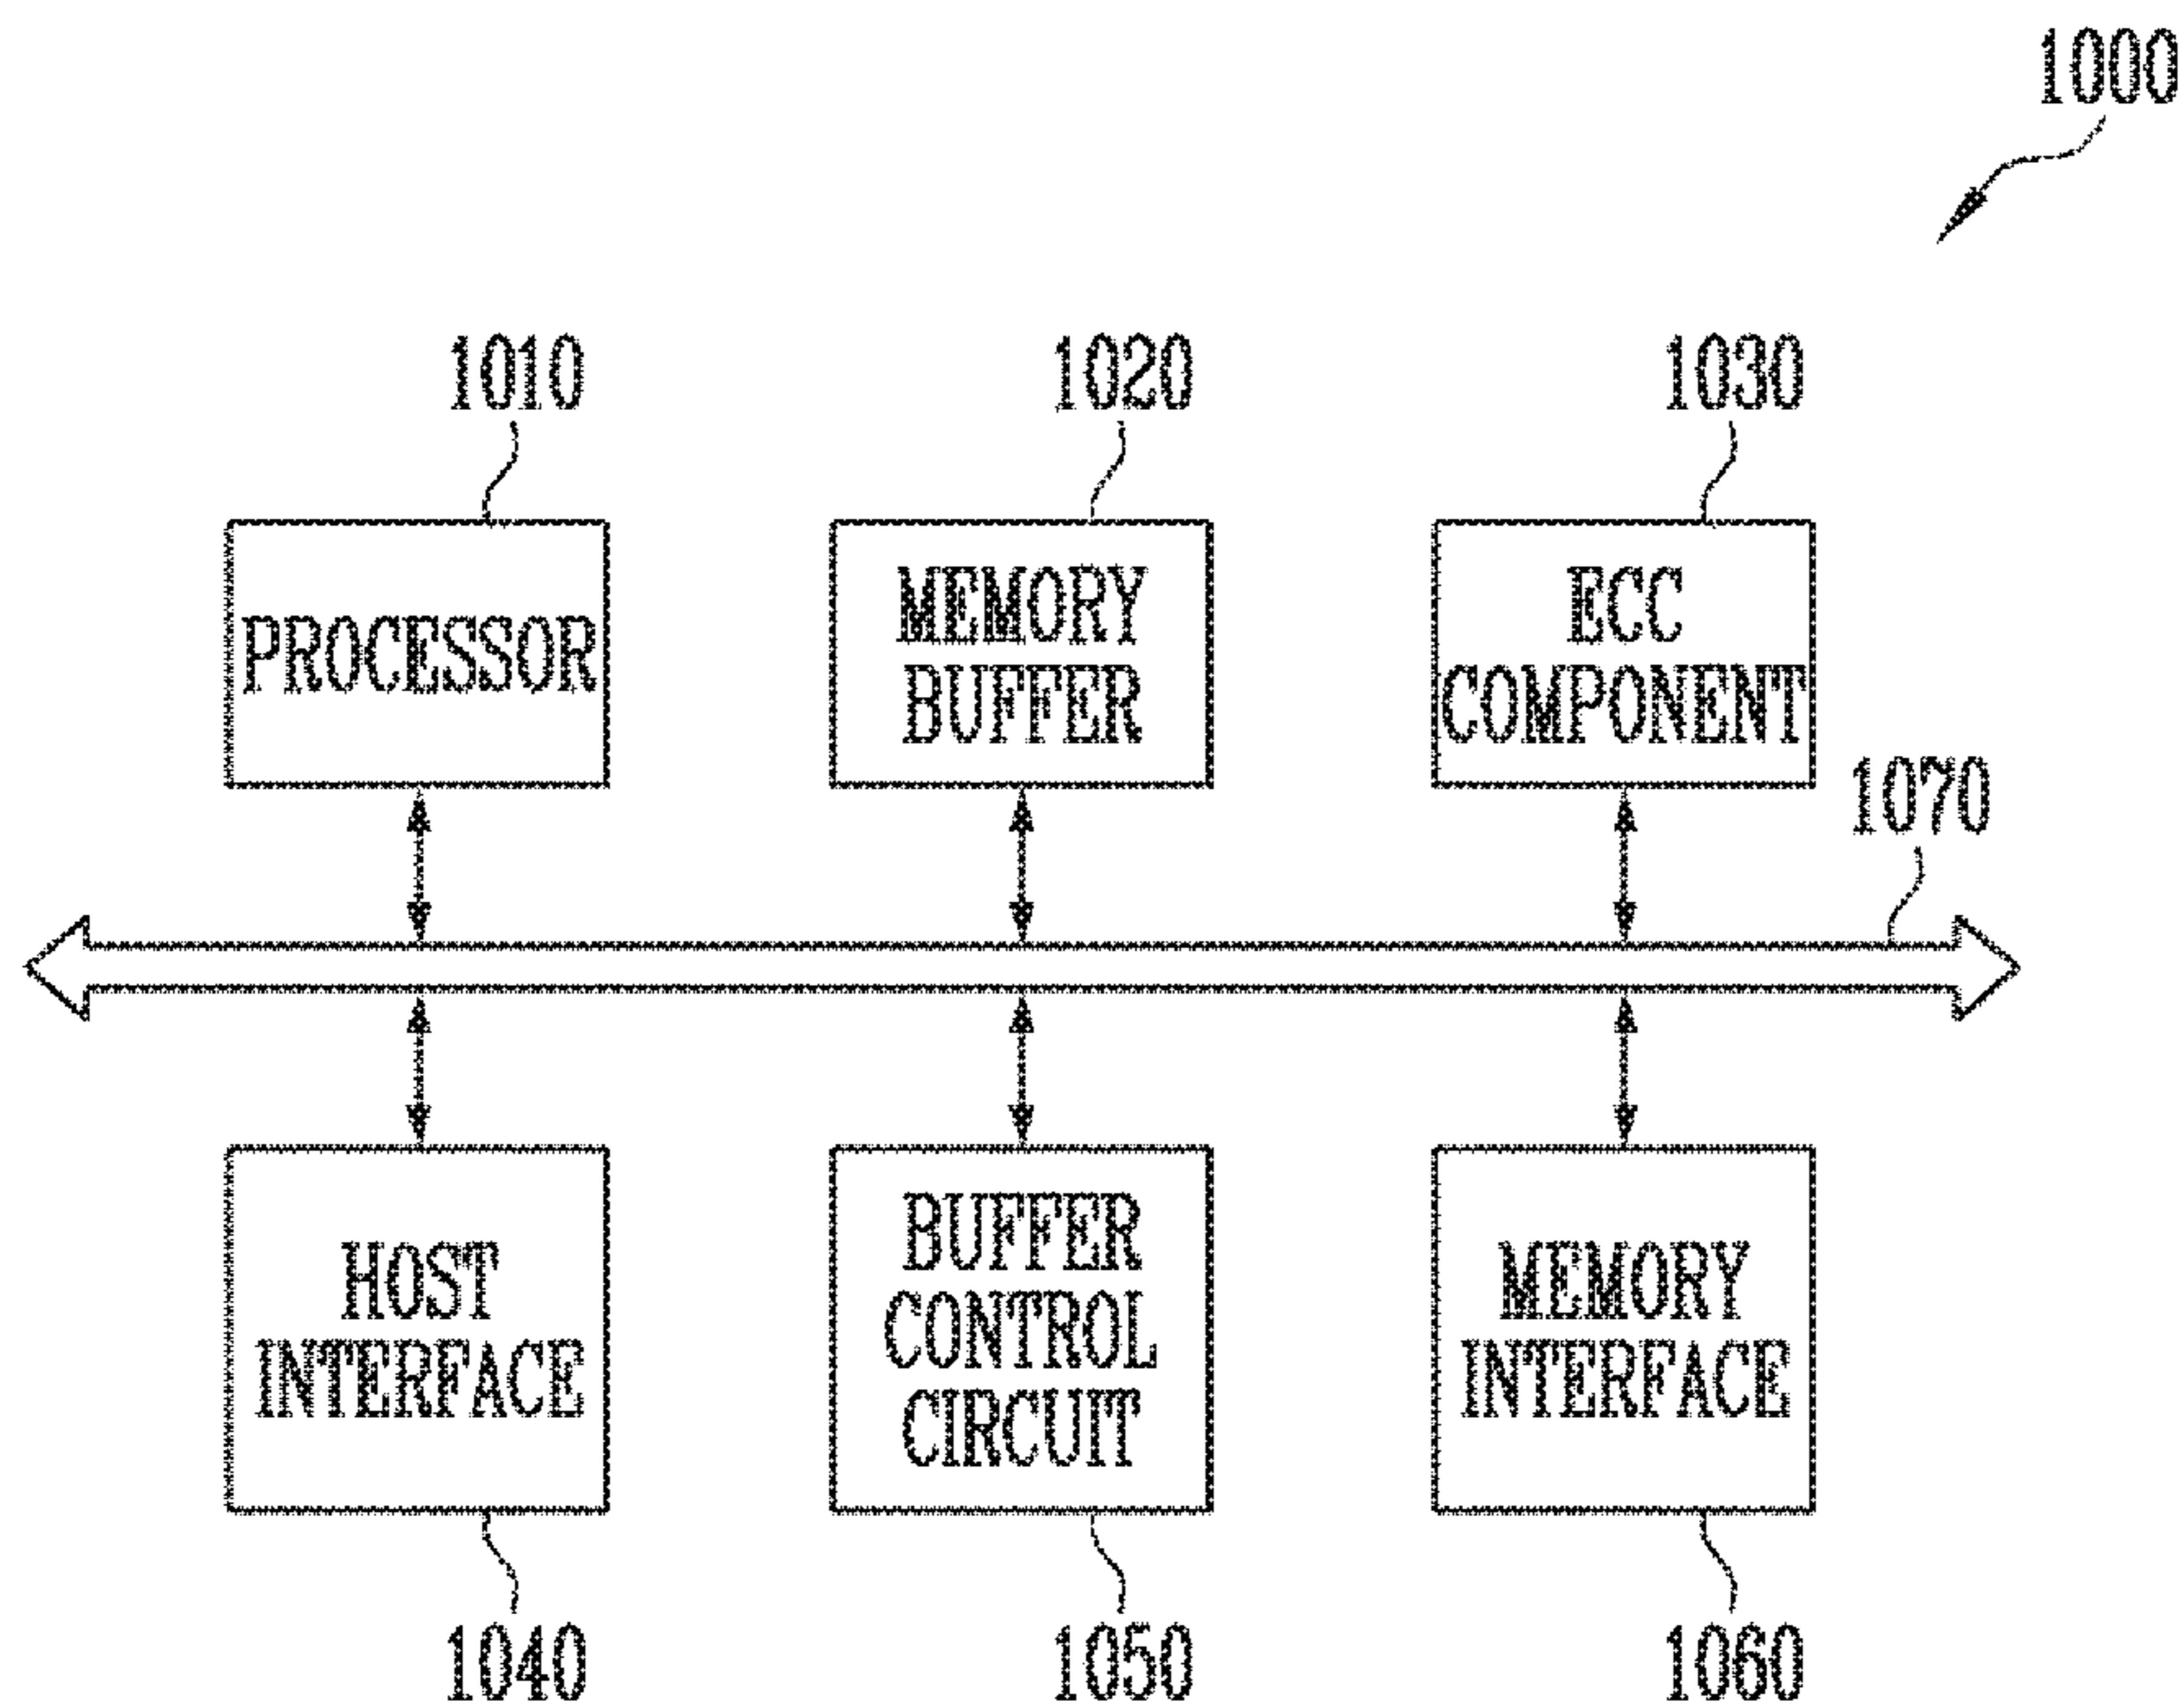 1000
1010
1020
1030
PROCESSOR
MEMORY
BUFFER
ECC
COMPONENT
1070
HOST
INTERFACE
BUFFER
CONTROL
CIRCUIT
MEMORY
INTERFACE
1040
1050
1060